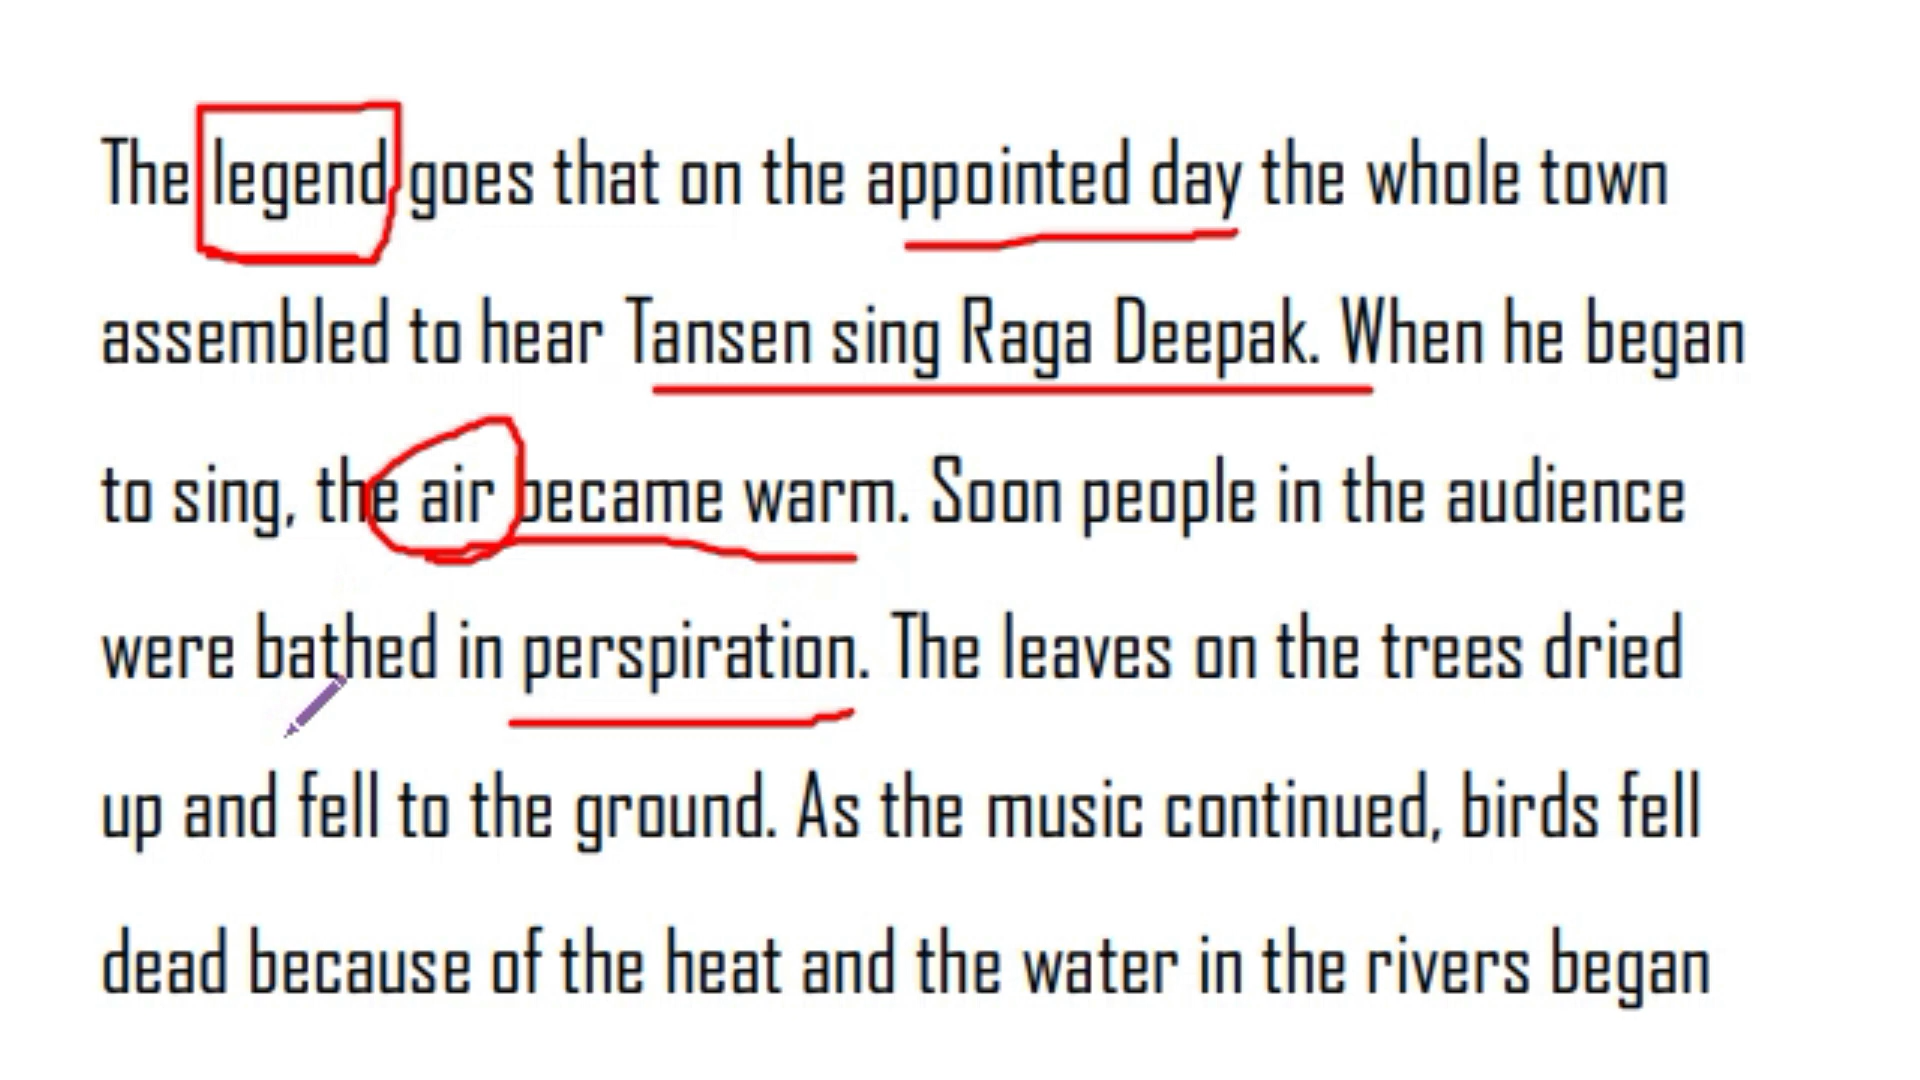 The legend goes that on the appointed day the whole town
assembled to hear Tansen sing Raga Deepak. When he began
to sing, the air became warm. Soon people in the audience
were bathed in perspiration. The leaves on the trees dried
up and fell to the ground. As the music continued, birds fell
dead because of the heat and the water in the rivers began